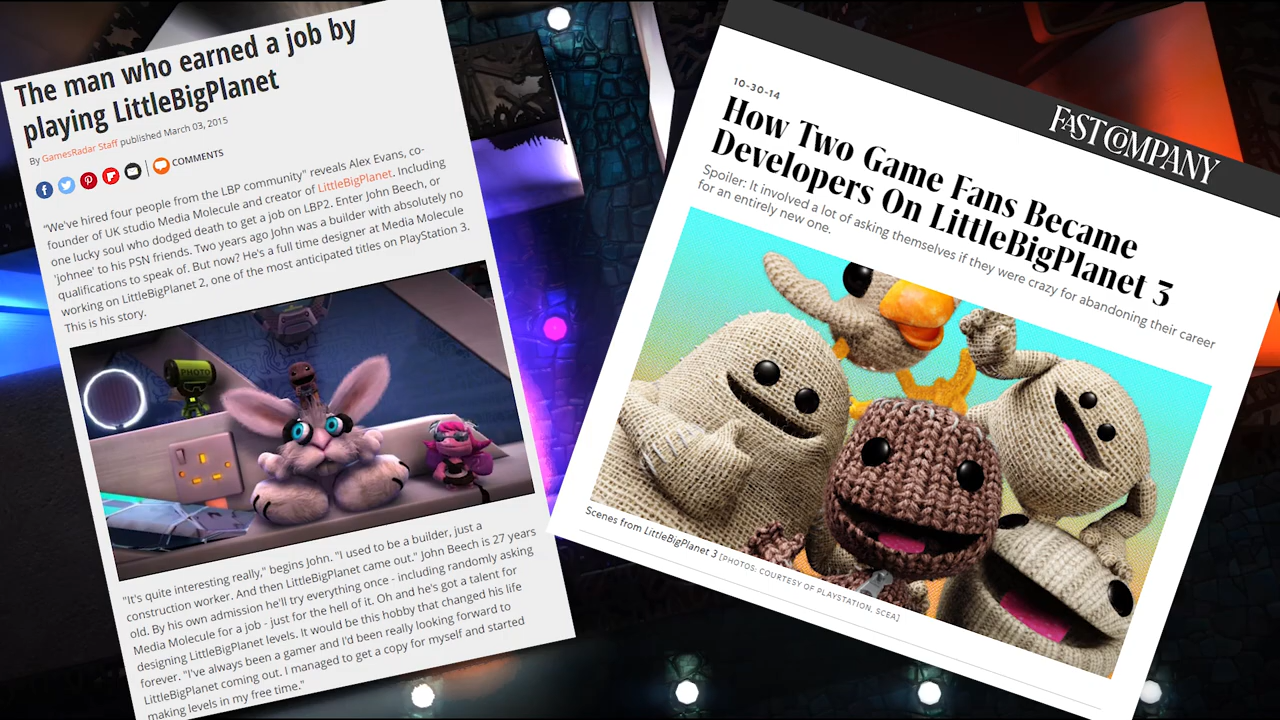 The man who earned a job by
playing LittleBigPlanet
By GamesRadar Staff published March 03, 2015
COMMENTS
"We've hired four people from the LBP community" reveals Alex Evans, co-
founder of UK studio Media Molecule and creator of LittleBigPlanet. Including
one lucky soul who dodged death to get a job on LBP2. Enter John Beech, or
'johnee' to his PSN friends. Two years ago John was a builder with absolutely no
qualifications to speak of. But now? He's a full time designer at Media Molecule
working on LittleBigPlanet 2, one of the most anticipated titles on PlayStation 3.
This is his story.
PHOTO
"It's quite interesting really," begins John. "I used to be a builder, just a
construction worker. And then LittleBigPlanet came out." John Beech is 27 years
old. By his own admission he'll try everything once - including randomly asking
Media Molecule for a job - just for the hell of it. Oh and he's got a talent for
designing LittleBigPlanet levels. It would be this hobby that changed his life
forever. "I've always been a gamer and I'd been really looking forward to
LittleBigPlanet coming out. I managed to get a copy for myself and started
making levels in my free time."
FAST COMPANY
10-30-14
How Two Game Fans Became
Developers On LittleBigPlanet 3
Spoiler: It involved a lot of asking themselves if they were crazy for abandoning their career
for an entirely new one.
Scenes from LittleBigPlanet 3 [PHOTOS: COURTESY OF PLAYSTATION, SCEA]